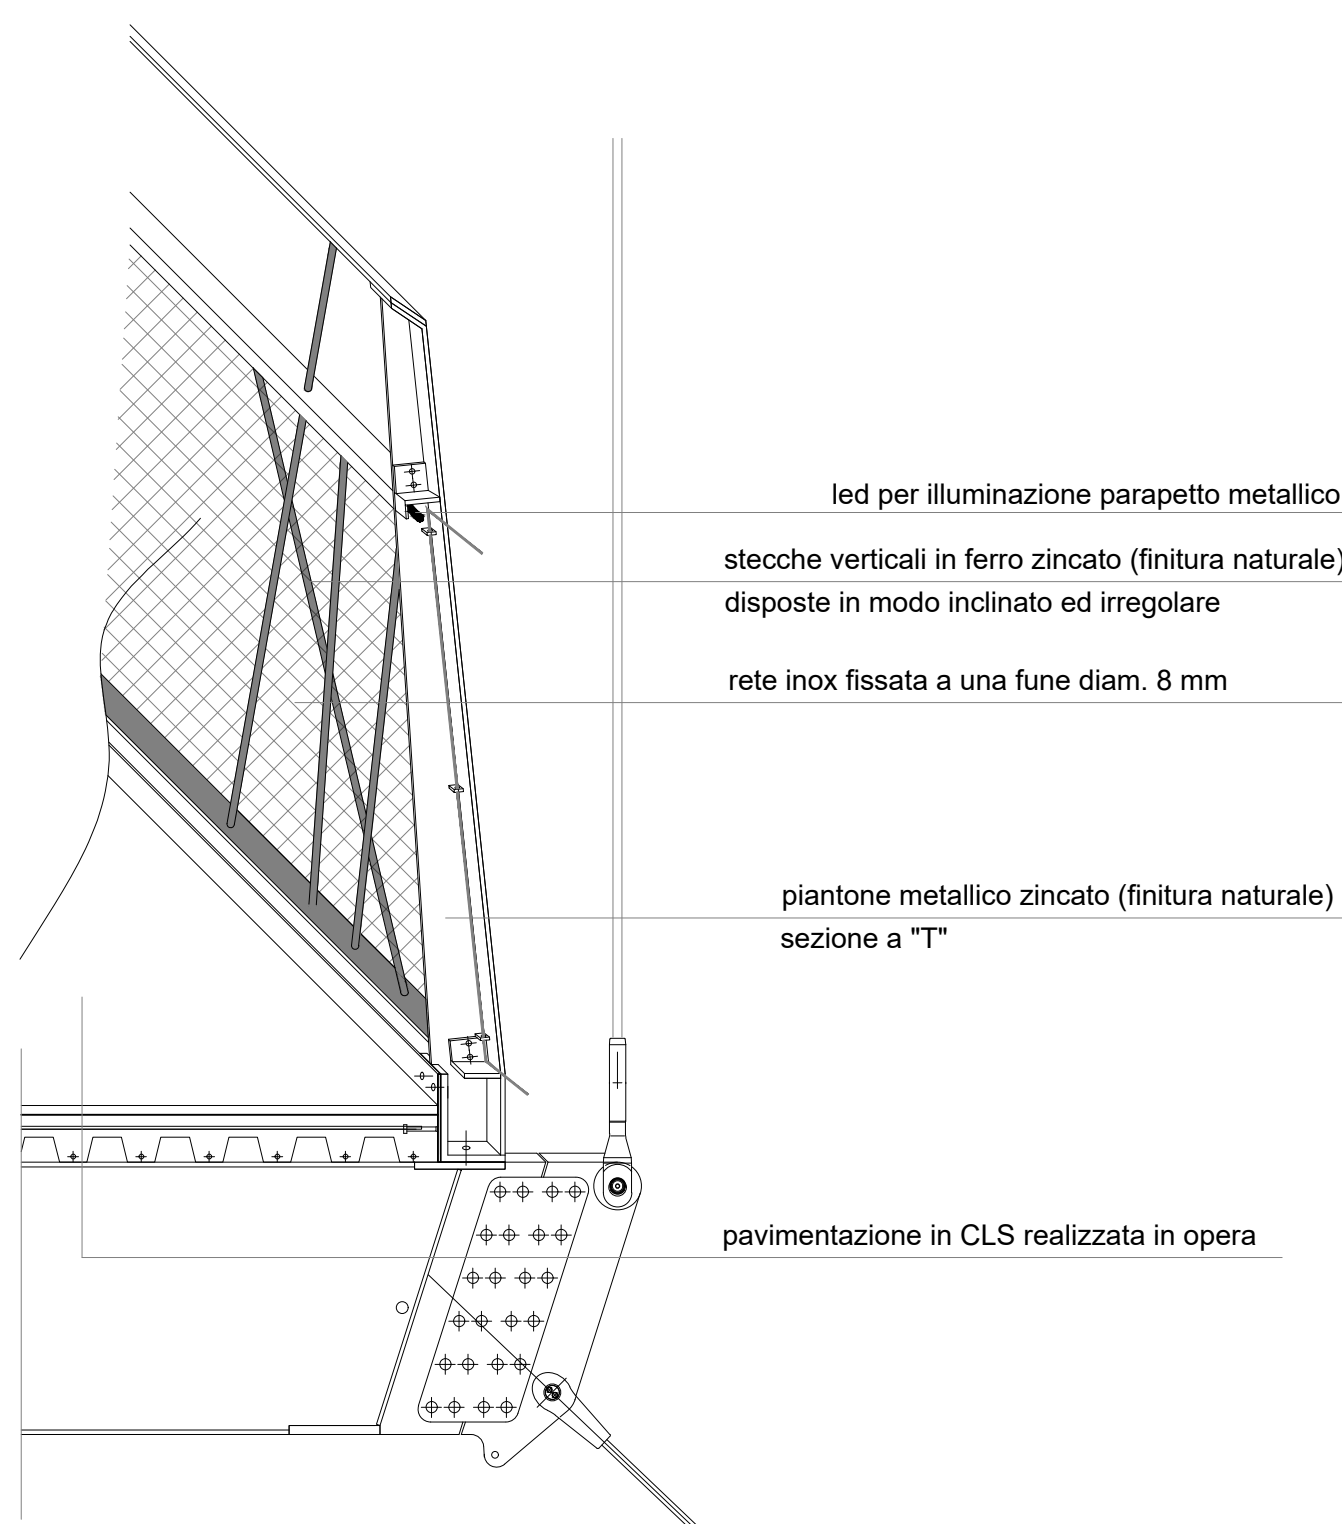 led per illuminazione parapetto metallico
stecche verticali in ferro zincato (finitura naturale)
disposte in modo inclinato ed irregolare
rete inox fissata a una fune diam. 8 mm
piantone metallico zincato (finitura naturale)
sezione a "T"
pavimentazione in CLS realizzata in opera